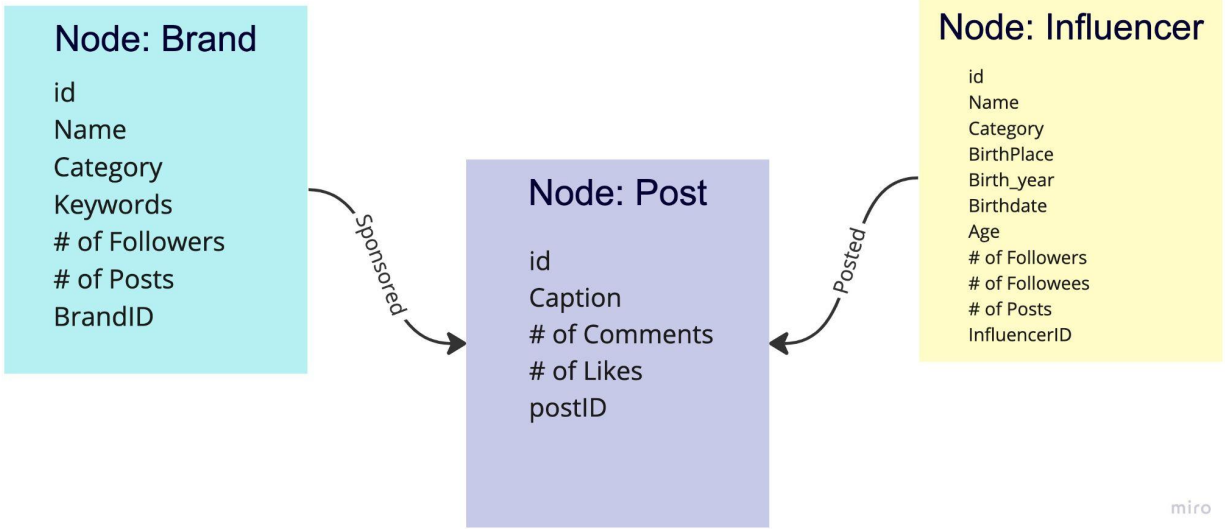 Node: Brand
id
Name
Category
Keywords
# of Followers
# of Posts
BrandID
Sponsored
Node: Post
id
Caption
# of Comments
# of Likes
postID
Posted
Node: Influencer
id
Name
Category
BirthPlace
Birth_year
Birthdate
Age
# of Followers
# of Followees
# of Posts
InfluencerID
miro